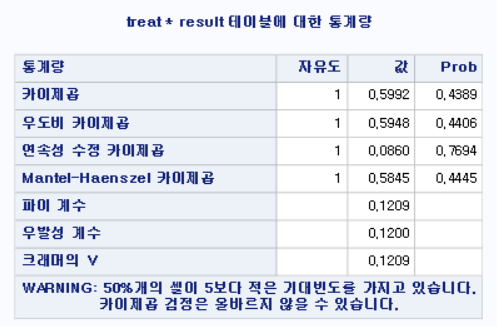 treat * result 테이블에 대한 통계량
통계량 자유도 값 Prob
카이제곱 1 0,5992 0,4389
우도비 카이제곱 1 0,5948 0,4406
연속성 수정 카이제곱 1 0,0860 0,7694
Mantel-Haenszel 카이제곱 1 0,5845 0,4445
파이 계수 0,1209
우발성 계수 0,1200
크래머의 V 0,1209
WARNING: 50%개의 셀이 5보다 적은 기대빈도를 가지고 있습니다.
카이제곱 검정은 올바르지 않을 수 있습니다.